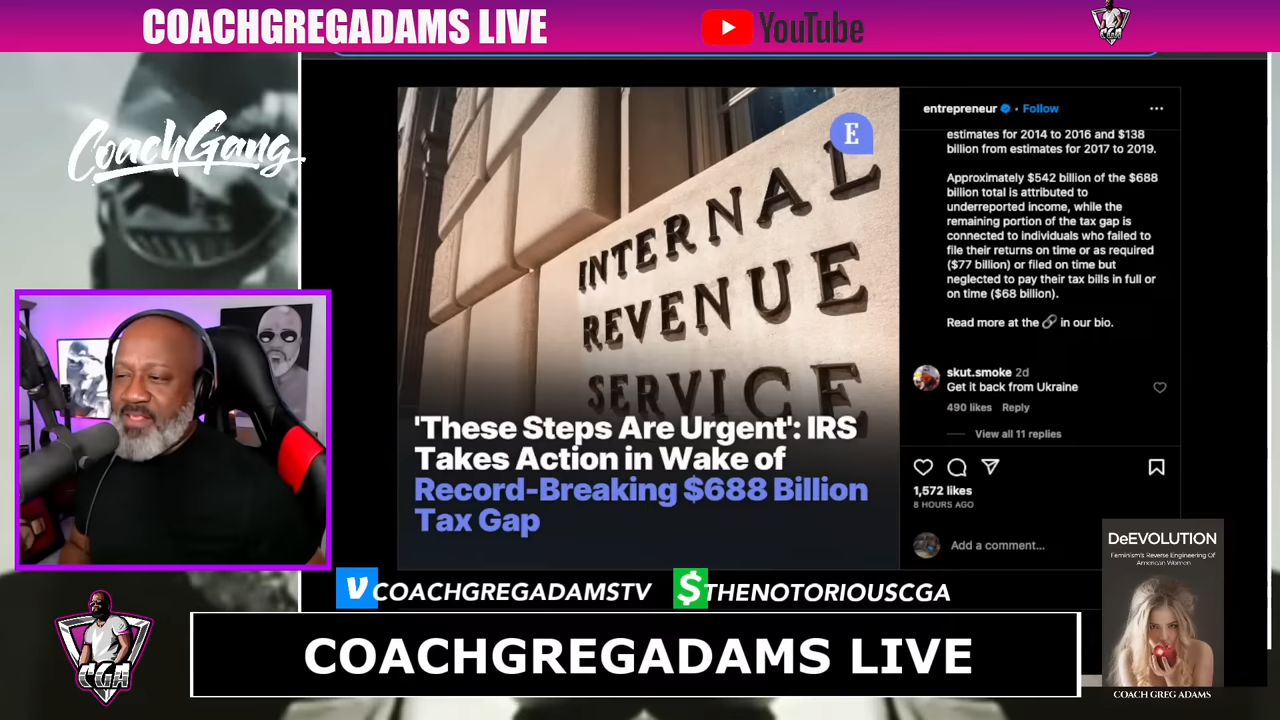 COACHGREGADAMS LIVE
YouTube
CGA
CoachGang
E
INTERNAL
REVENUE
SERVICE
'These Steps Are Urgent': IRS
Takes Action in Wake of
Record-Breaking $688 Billion
Tax Gap
entrepreneur • Follow
estimates for 2014 to 2016 and $138
billion from estimates for 2017 to 2019.
Approximately $542 billion of the $688
billion total is attributed to
underreported income, while the
remaining portion of the tax gap is
connected to individuals who failed to
file their returns on time or as required
($77 billion) or filed on time but
neglected to pay their tax bills in full or
on time ($68 billion).
Read more at the 🔗 in our bio.
skut.smoke 2d
Get it back from Ukraine
490 likes Reply
View all 11 replies
1,572 likes
8 HOURS AGO
Add a comment...
DeEVOLUTION
Feminism's Reverse Engineering Of
American Women
COACH GREG ADAMS
V COACHGREGADAMSTV $ THENOTORIOUSCGA
CGA
COACHGREGADAMS LIVE